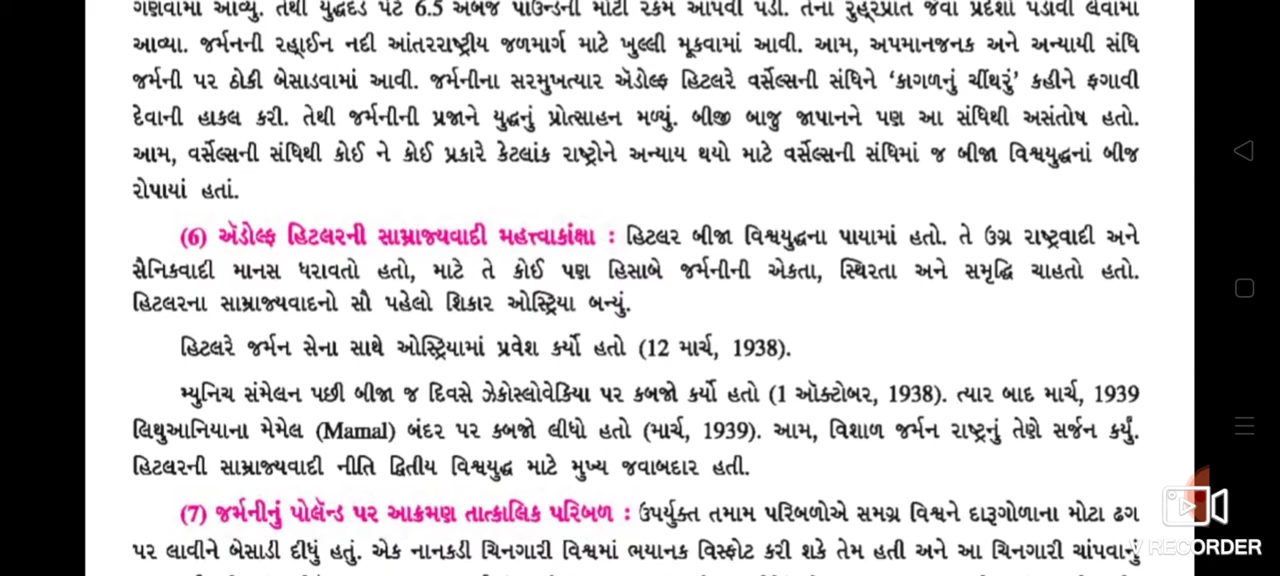 ગણવામાં આવ્યું. તેથી યુદ્ધદંડ પેટે 6.5 અબજ પાઉન્ડની મોટી રકમ આપવી પડી. તેના રુહ્રપ્રાંત જેવા પ્રદેશો પડાવી લેવામાં
આવ્યા. જર્મનની રહાઈન નદી આંતરરાષ્ટ્રીય જળમાર્ગ માટે ખુલ્લી મૂકવામાં આવી. આમ, અપમાનજનક અને અન્યાયી સંધિ
જર્મની પર ઠોકી બેસાડવામાં આવી. જર્મનીના સરમુખત્યાર ઍડોલ્ફ હિટલરે વર્સેલ્સની સંધિને ‘કાગળનું ચીંથરું’ કહીને ફગાવી
દેવાની હાકલ કરી. તેથી જર્મનીની પ્રજાને યુદ્ધનું પ્રોત્સાહન મળ્યું. બીજી બાજુ જાપાનને પણ આ સંધિથી અસંતોષ હતો.
આમ, વર્સેલ્સની સંધિથી કોઈ ને કોઈ પ્રકારે કેટલાંક રાષ્ટ્રોને અન્યાય થયો માટે વર્સેલ્સની સંધિમાં જ બીજા વિશ્વયુદ્ધનાં બીજ
રોપાયાં હતાં.
(6) ઍડોલ્ફ હિટલરની સામ્રાજ્યવાદી મહત્ત્વાકાંક્ષા : હિટલર બીજા વિશ્વયુદ્ધના પાયામાં હતો. તે ઉગ્ર રાષ્ટ્રવાદી અને
સૈનિકવાદી માનસ ધરાવતો હતો, માટે તે કોઈ પણ હિસાબે જર્મનીની એકતા, સ્થિરતા અને સમૃદ્ધિ ચાહતો હતો.
હિટલરના સામ્રાજ્યવાદનો સૌ પહેલો શિકાર ઓસ્ટ્રિયા બન્યું.
હિટલરે જર્મન સેના સાથે ઓસ્ટ્રિયામાં પ્રવેશ કર્યો હતો (12 માર્ચ, 1938).
મ્યુનિચ સંમેલન પછી બીજા જ દિવસે ઝેકોસ્લોવેકિયા પર કબજો કર્યો હતો (1 ઑક્ટોબર, 1938). ત્યાર બાદ માર્ચ, 1939
લિથુઆનિયાના મેમેલ (Mamal) બંદર પર કબજો લીધો હતો (માર્ચ, 1939). આમ, વિશાળ જર્મન રાષ્ટ્રનું તેણે સર્જન કર્યું.
હિટલરની સામ્રાજ્યવાદી નીતિ દ્વિતીય વિશ્વયુદ્ધ માટે મુખ્ય જવાબદાર હતી.
(7) જર્મનીનું પોલૅન્ડ પર આક્રમણ તાત્કાલિક પરિબળ : ઉપર્યુક્ત તમામ પરિબળોએ સમગ્ર વિશ્વને દારૂગોળાના મોટા ઢગ
પર લાવીને બેસાડી દીધું હતું. એક નાનકડી ચિનગારી વિશ્વમાં ભયાનક વિસ્ફોટ કરી શકે તેમ હતી અને આ ચિનગારી ચાંપવાનું
V RECORDER